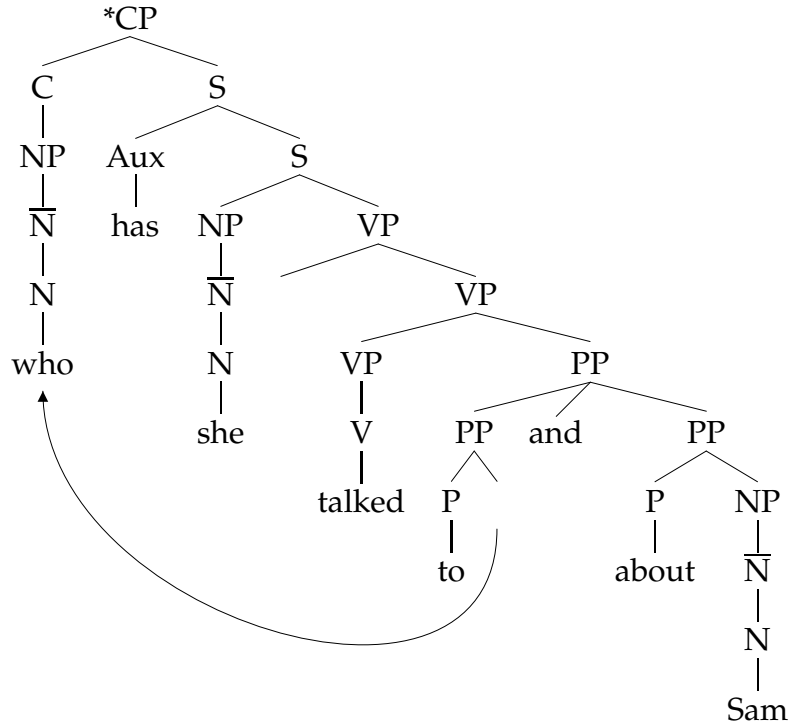 *CP
C S
NP Aux S
N̅ has NP VP
N N̅ VP
who N VP PP
she V PP and PP
talked P P NP
to about N̅
N
Sam